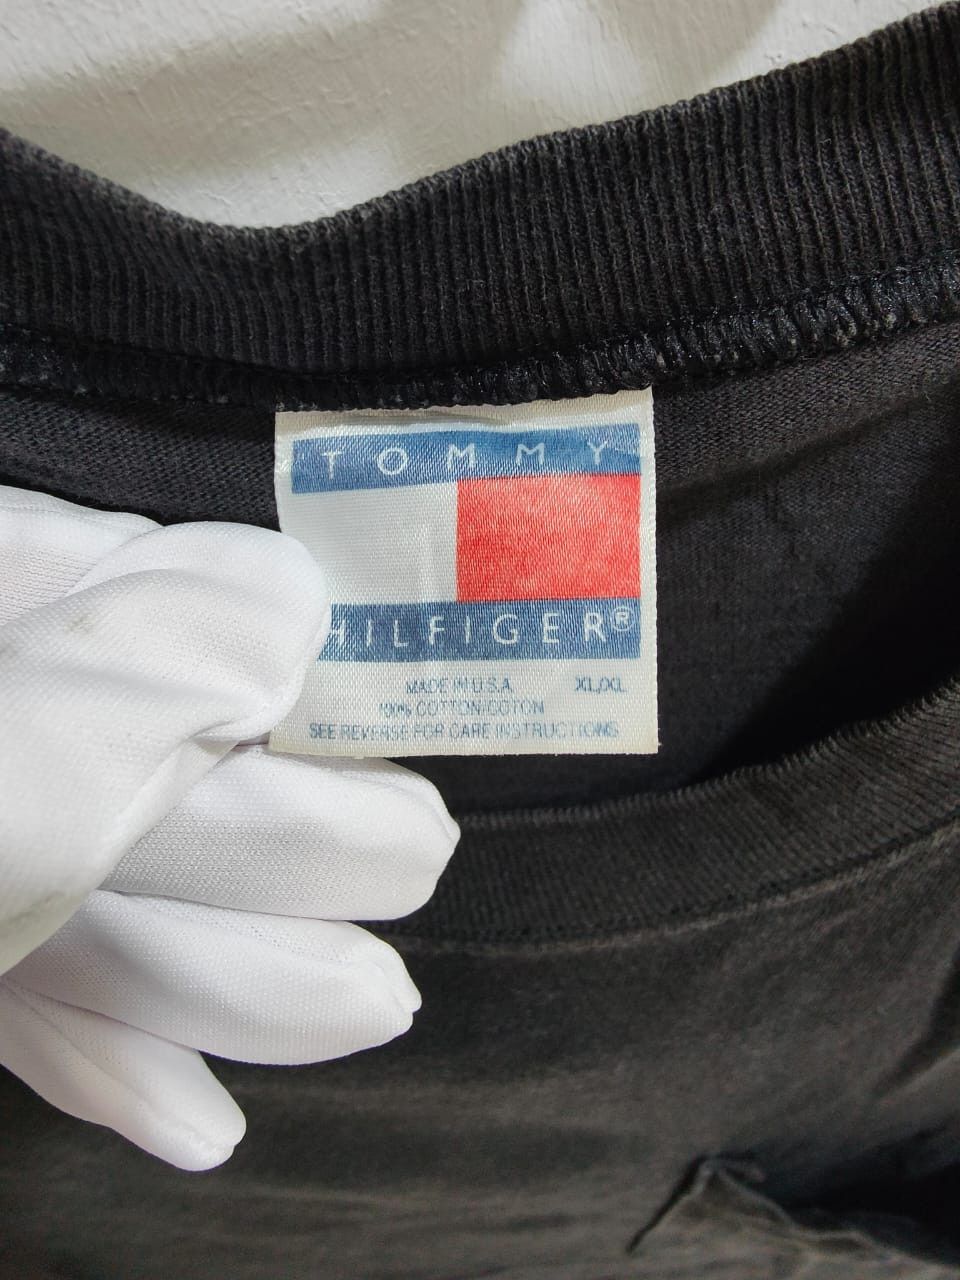 TOMMY
HILFIGER®
MADE IN U.S.A. XL/XL
100% COTTON/COTON
SEE REVERSE FOR CARE INSTRUCTIONS